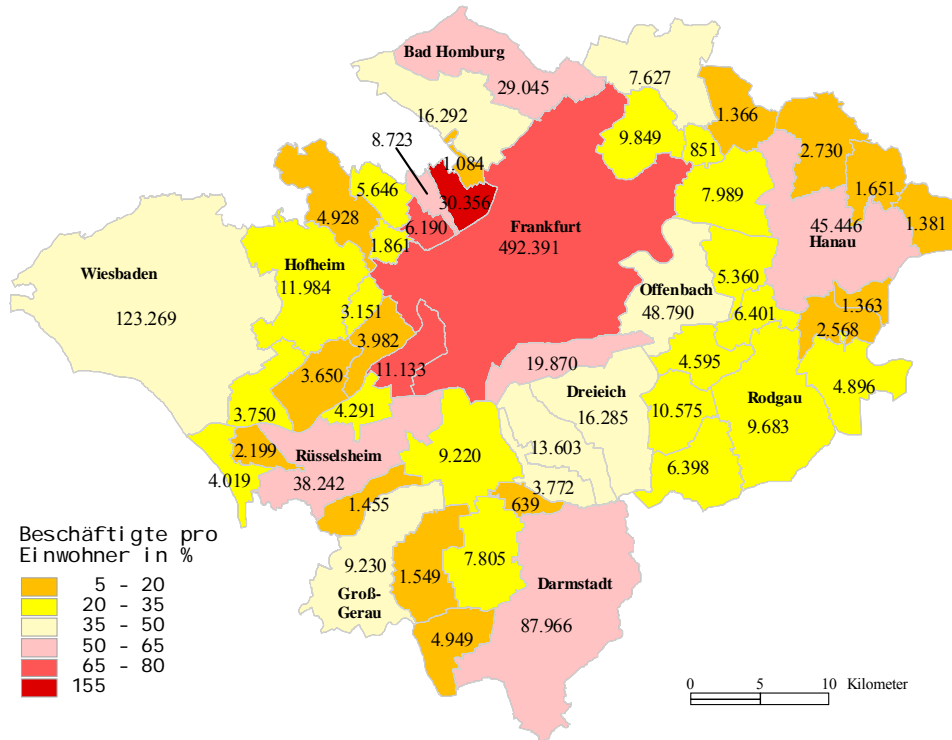 Bad Homburg
29.045
7.627
16.292
1.366
8.723
9.849
851
2.730
1.084
5.646
7.989
1.651
30.356
4.928
6.190
Frankfurt
492.391
45.446
Hanau
1.381
1.861
Wiesbaden
123.269
Hofheim
11.984
5.360
Offenbach
48.790
3.151
1.363
6.401
2.568
3.982
11.133
19.870
4.595
3.650
4.896
Dreieich
16.285
Rodgau
9.683
3.750
4.291
10.575
2.199
Rüsselsheim
38.242
9.220
13.603
4.019
6.398
3.772
639
1.455
Beschäftigte pro
Einwohner in %
5 - 20
20 - 35
35 - 50
50 - 65
65 - 80
155
9.230
Groß-
Gerau
1.549
7.805
Darmstadt
87.966
4.949
0 5 10 Kilometer